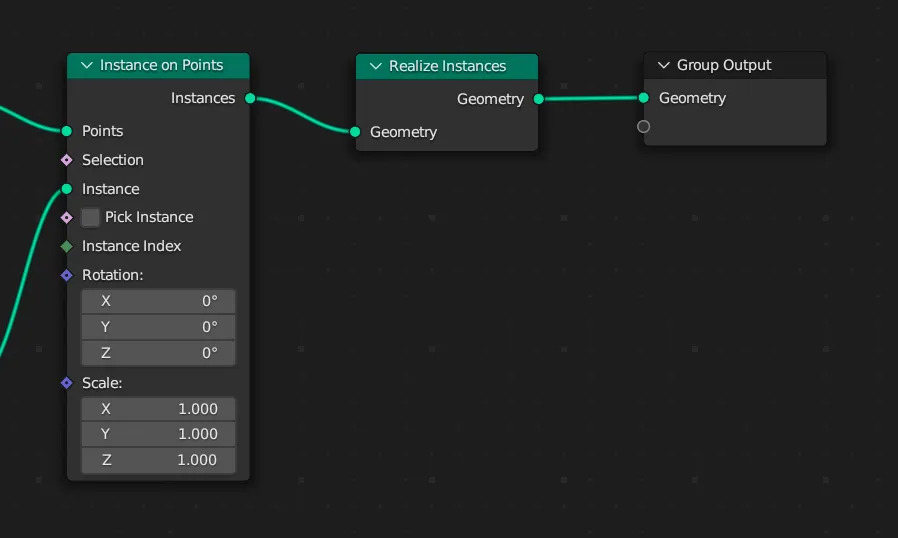 Instance on Points
Instances
Points
Selection
Instance
Pick Instance
Instance Index
Rotation:
X 0°
Y 0°
Z 0°
Scale:
X 1.000
Y 1.000
Z 1.000
Realize Instances
Geometry
Geometry
Group Output
Geometry